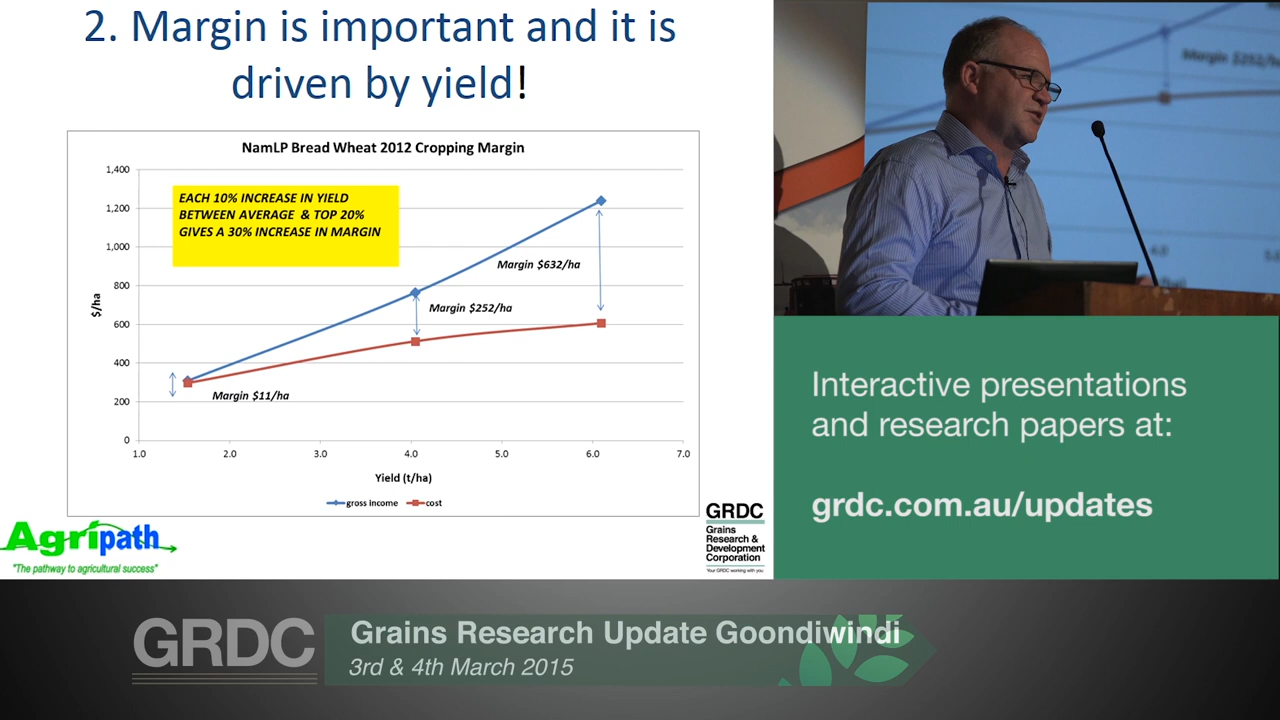 2. Margin is important and it is
driven by yield!
NamLP Bread Wheat 2012 Cropping Margin
1,400
1,200
1,000
800
600
400
200
0
$/ha
EACH 10% INCREASE IN YIELD
BETWEEN AVERAGE & TOP 20%
GIVES A 30% INCREASE IN MARGIN
Margin $632/ha
Margin $252/ha
Margin $11/ha
1.0 2.0 3.0 4.0 5.0 6.0 7.0
Yield (t/ha)
gross income cost
Agripath
"The pathway to agricultural success"
GRDC
Grains
Research &
Development
Corporation
Your GRDC working with you
Margin $252/h
4.0
Interactive presentations
and research papers at:
grdc.com.au/updates
GRDC
Grains Research Update Goondiwindi
3rd & 4th March 2015